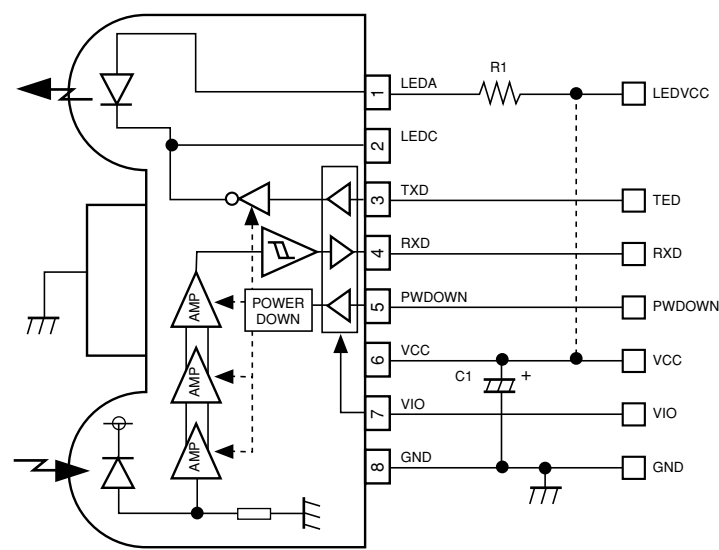 R1
1
LEDA
LEDVCC
2
LEDC
3
TXD
TED
4
RXD
RXD
AMP
POWER
DOWN
5
PWDOWN
PWDOWN
AMP
6
VCC
VCC
C1
+
7
VIO
VIO
AMP
8
GND
GND